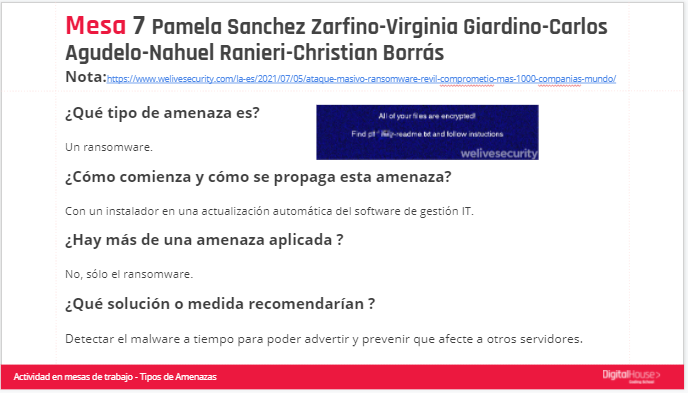 Mesa 7 Pamela Sanchez Zarfino-Virginia Giardino-Carlos
Agudelo-Nahuel Ranieri-Christian Borrás
Nota:https://www.welivesecurity.com/la-es/2021/07/05/ataque-masivo-ransomware-revil-comprometio-mas-1000-companias-mundo/
¿Qué tipo de amenaza es?
All of your files are encrypted!
Find -readme.txt and follow instuctions
welivesecurity
Un ransomware.
¿Cómo comienza y cómo se propaga esta amenaza?
Con un instalador en una actualización automática del software de gestión IT.
¿Hay más de una amenaza aplicada ?
No, sólo el ransomware.
¿Qué solución o medida recomendarían ?
Detectar el malware a tiempo para poder advertir y prevenir que afecte a otros servidores.
Actividad en mesas de trabajo - Tipos de Amenazas
DigitalHouse>
Coding School